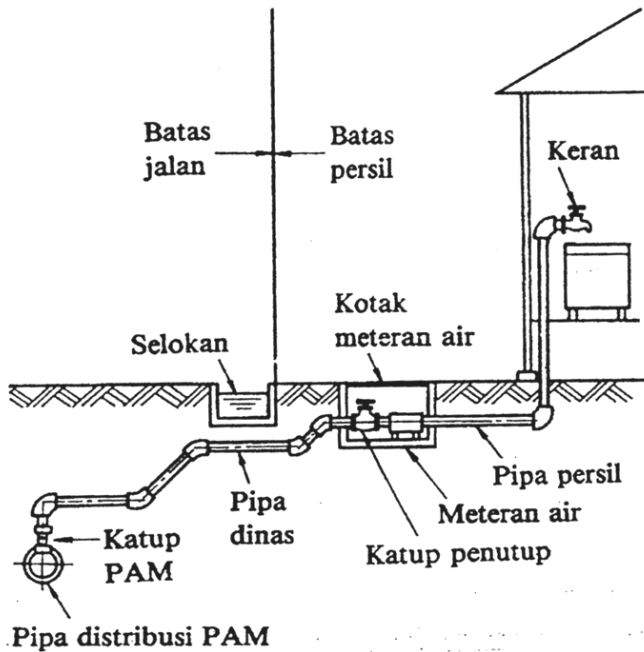 Batas
jalan
Batas
persil
Keran
Kotak
meteran air
Selokan
Pipa persil
Pipa
dinas
Meteran air
Katup
PAM
Katup penutup
Pipa distribusi PAM